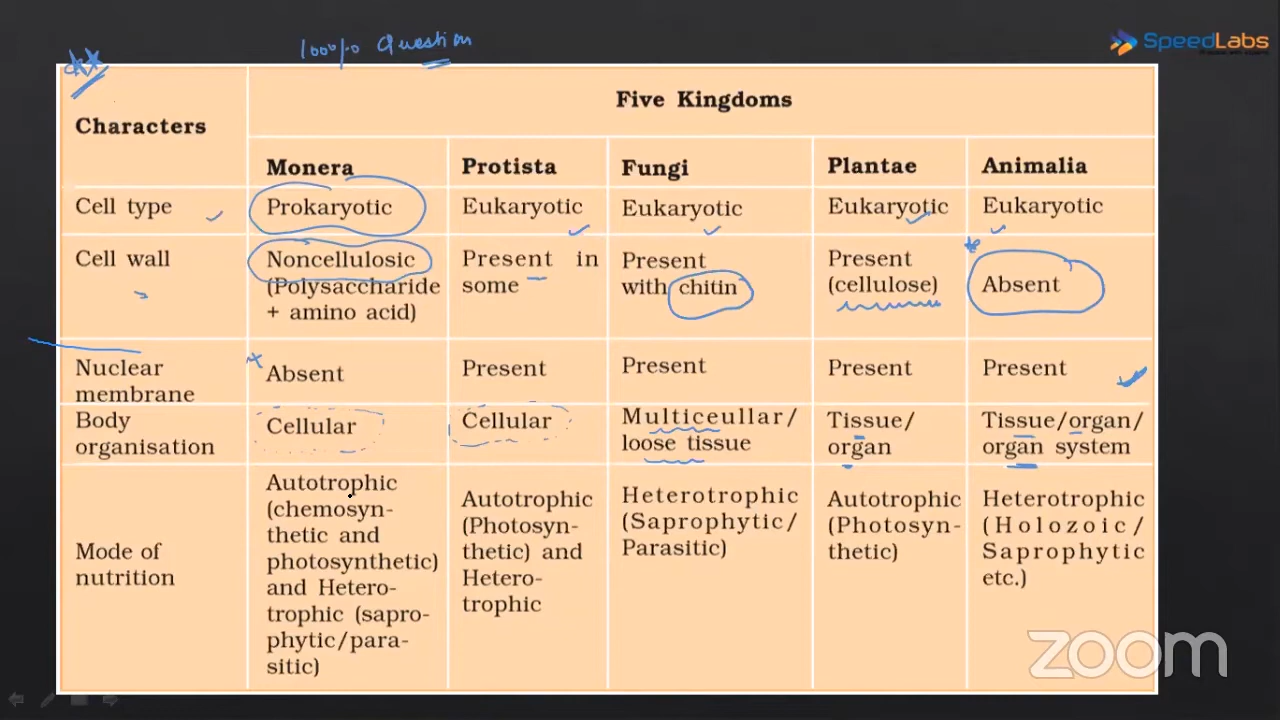 100% Question
SpeedLabs
Five Kingdoms
Characters
Monera
Protista
Fungi
Plantae
Animalia
Cell type
Prokaryotic
Eukaryotic
Eukaryotic
Eukaryotic
Eukaryotic
Cell wall
Noncellulosic
(Polysaccharide
+ amino acid)
Present in
some
Present
with chitin
Present
(cellulose)
Absent
Nuclear
membrane
Absent
Present
Present
Present
Present
Body
organisation
Cellular
Cellular
Multiceullar/
loose tissue
Tissue/
organ
Tissue/organ/
organ system
Mode of
nutrition
Autotrophic
(chemosyn-
thetic and
photosynthetic)
and Hetero-
trophic (sapro-
phytic/para-
sitic)
Autotrophic
(Photosyn-
thetic) and
Hetero-
trophic
Heterotrophic
(Saprophytic/
Parasitic)
Autotrophic
(Photosyn-
thetic)
Heterotrophic
(Holozoic/
Saprophytic
etc.)
zoom